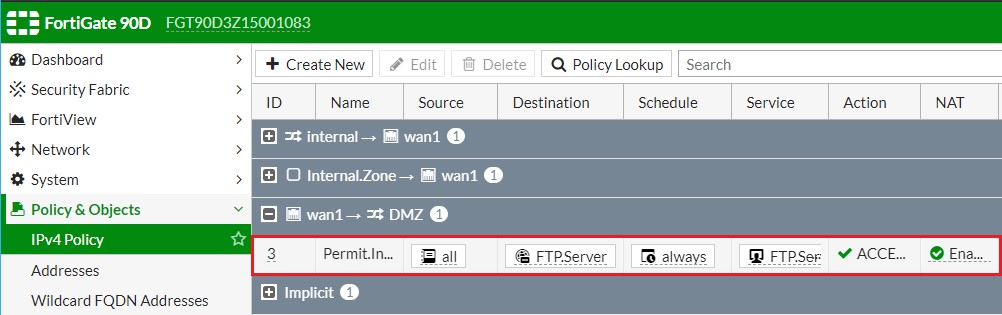 FortiGate 90D FGT90D3Z15001083
Dashboard
Security Fabric
FortiView
Network
System
Policy & Objects
IPv4 Policy
Addresses
Wildcard FQDN Addresses
+ Create New Edit Delete Policy Lookup Search
ID Name Source Destination Schedule Service Action NAT
internal → wan1 1
Internal.Zone → wan1 1
wan1 → DMZ 1
3 Permit.In... all FTP.Server always FTP.Ser ACCE... Ena...
Implicit 1